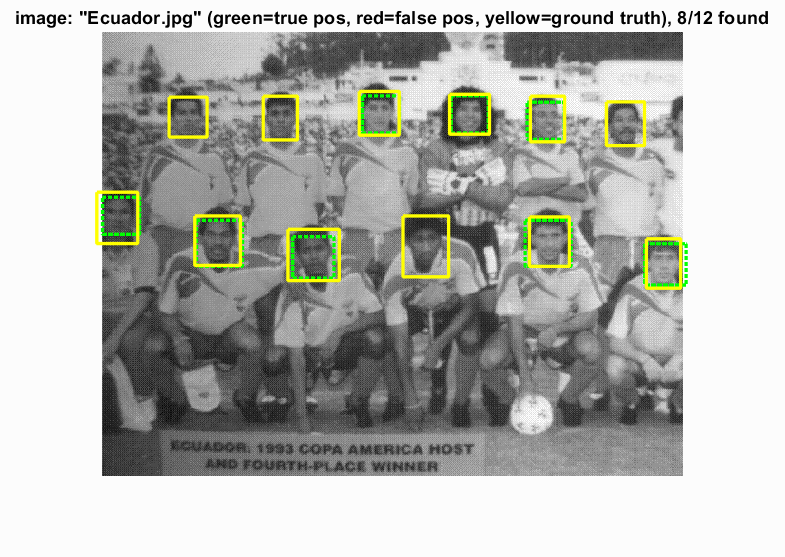 image: "Ecuador.jpg" (green=true pos, red=false pos, yellow=ground truth), 8/12 found
ECUADOR: 1993 COPA AMERICA HOST
AND FOURTH-PLACE WINNER